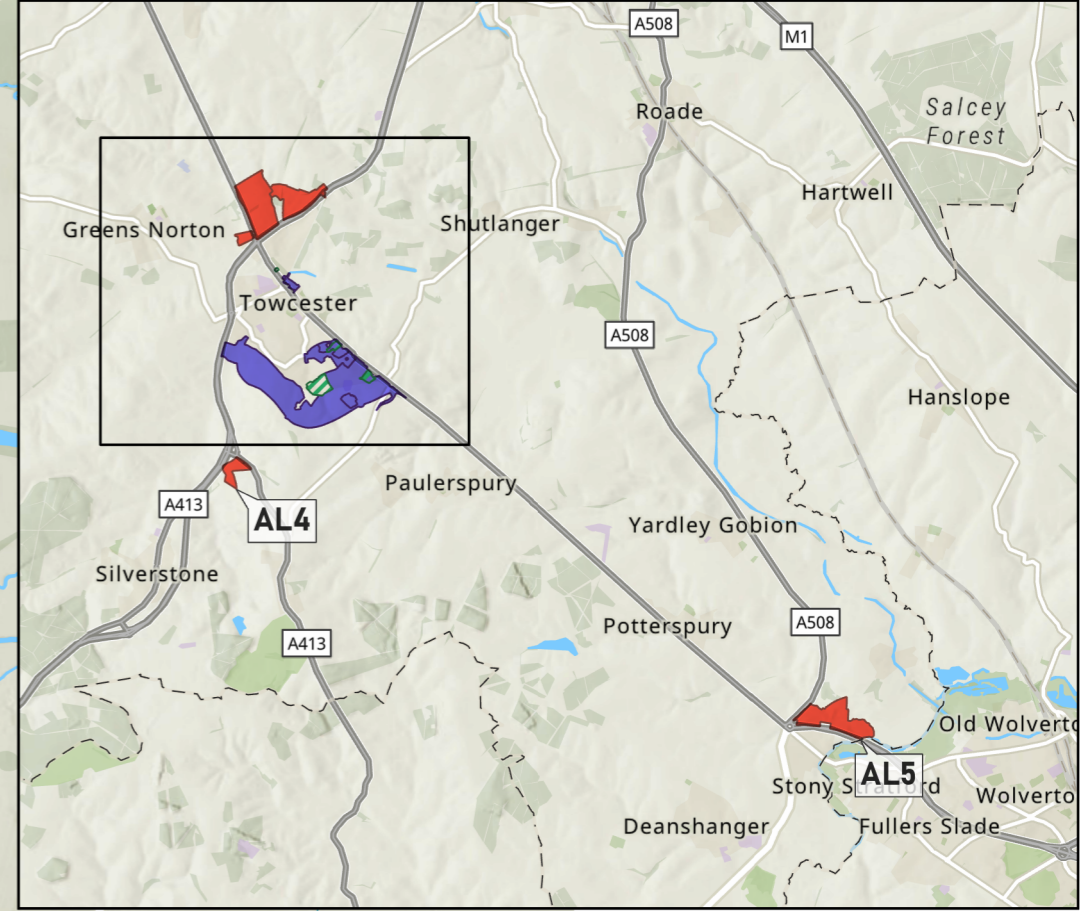 A508
M1
Roade
Salcey
Forest
Hartwell
Greens Norton
Shutlanger
Towcester
A508
Hanslope
Paulerspury
A413
AL4
Yardley Gobion
Silverstone
Potterspury
A508
A413
Old Wolverto
AL5
Stony Stratford
Wolverto
Deanshanger
Fullers Slade